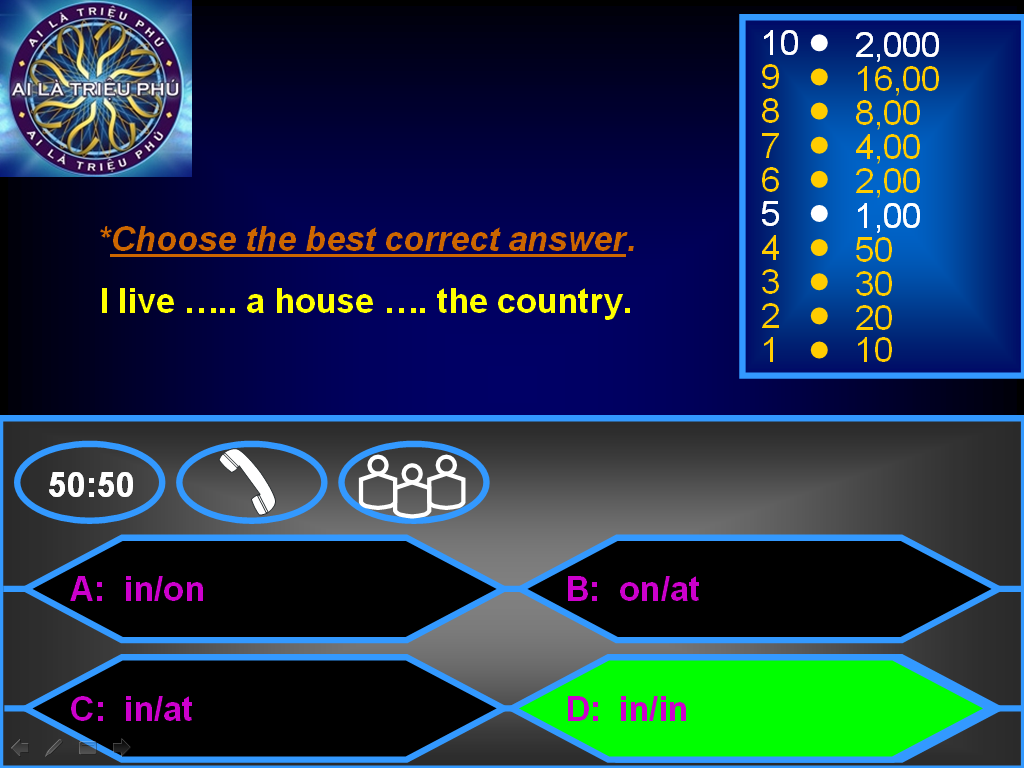 AI LÀ TRIỆU PHÚ
AI LÀ TRIỆU PHÚ
AI LÀ TRIỆU PHÚ
10 • 2,000
9 • 16,00
8 • 8,00
7 • 4,00
6 • 2,00
5 • 1,00
4 • 50
3 • 30
2 • 20
1 • 10
*Choose the best correct answer.
I live ….. a house …. the country.
50:50
A: in/on
B: on/at
C: in/at
D: in/in